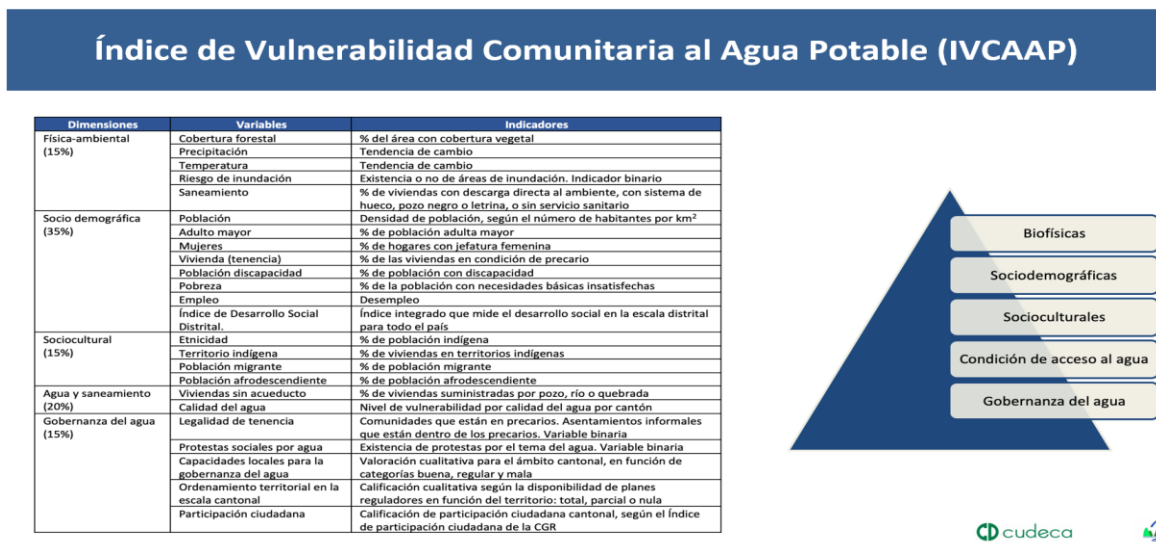 Índice de Vulnerabilidad Comunitaria al Agua Potable (IVCAAP)
Dimensiones Variables Indicadores
Física-ambiental Cobertura forestal % del área con cobertura vegetal
(15%) Precipitación Tendencia de cambio
Temperatura Tendencia de cambio
Riesgo de inundación Existencia o no de áreas de inundación. Indicador binario
Saneamiento % de viviendas con descarga directa al ambiente, con sistema de
hueco, pozo negro o letrina, o sin servicio sanitario
Socio demográfica Población Densidad de población, según el número de habitantes por km²
(35%) Adulto mayor % de población adulta mayor
Mujeres % de hogares con jefatura femenina
Vivienda (tenencia) % de las viviendas en condición de precario
Población discapacidad % de población con discapacidad
Pobreza % de la población con necesidades básicas insatisfechas
Empleo Desempleo
Índice de Desarrollo Social Índice integrado que mide el desarrollo social en la escala distrital
Distrital. para todo el país
Sociocultural Etnicidad % de población indígena
(15%) Territorio indígena % de viviendas en territorios indígenas
Población migrante % de población migrante
Población afrodescendiente % de población afrodescendiente
Agua y saneamiento Viviendas sin acueducto % de viviendas suministradas por pozo, río o quebrada
(20%) Calidad del agua Nivel de vulnerabilidad por calidad del agua por cantón
Gobernanza del agua Legalidad de tenencia Comunidades que están en precarios. Asentamientos informales
(15%) que están dentro de los precarios. Variable binaria
Protestas sociales por agua Existencia de protestas por el tema del agua. Variable binaria
Capacidades locales para la Valoración cualitativa para el ámbito cantonal, en función de
gobernanza del agua categorías buena, regular y mala
Ordenamiento territorial en la Calificación cualitativa según la disponibilidad de planes
escala cantonal reguladores en función del territorio: total, parcial o nula
Participación ciudadana Calificación de participación ciudadana cantonal, según el Índice
de participación ciudadana de la CGR
Biofísicas
Sociodemográficas
Socioculturales
Condición de acceso al agua
Gobernanza del agua
CD cudeca